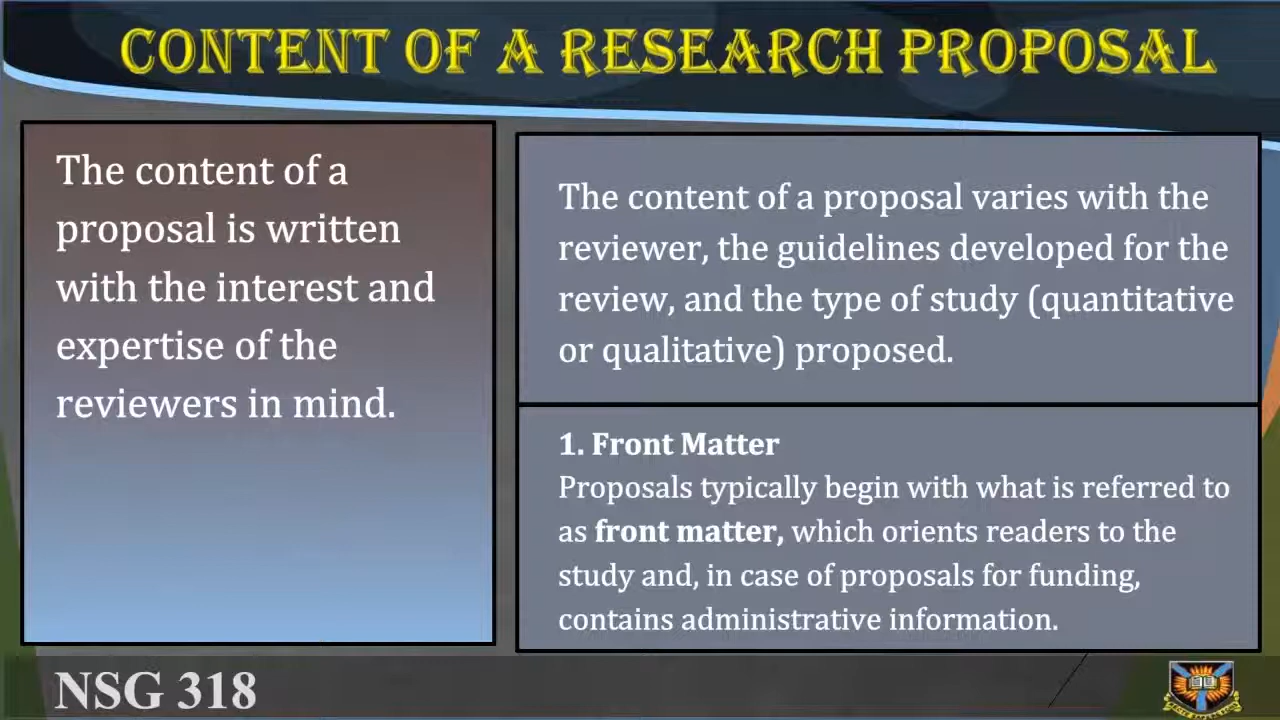 CONTENT OF A RESEARCH PROPOSAL
The content of a
proposal is written
with the interest and
expertise of the
reviewers in mind.
The content of a proposal varies with the
reviewer, the guidelines developed for the
review, and the type of study (quantitative
or qualitative) proposed.
1. Front Matter
Proposals typically begin with what is referred to
as front matter, which orients readers to the
study and, in case of proposals for funding,
contains administrative information.
NSG 318